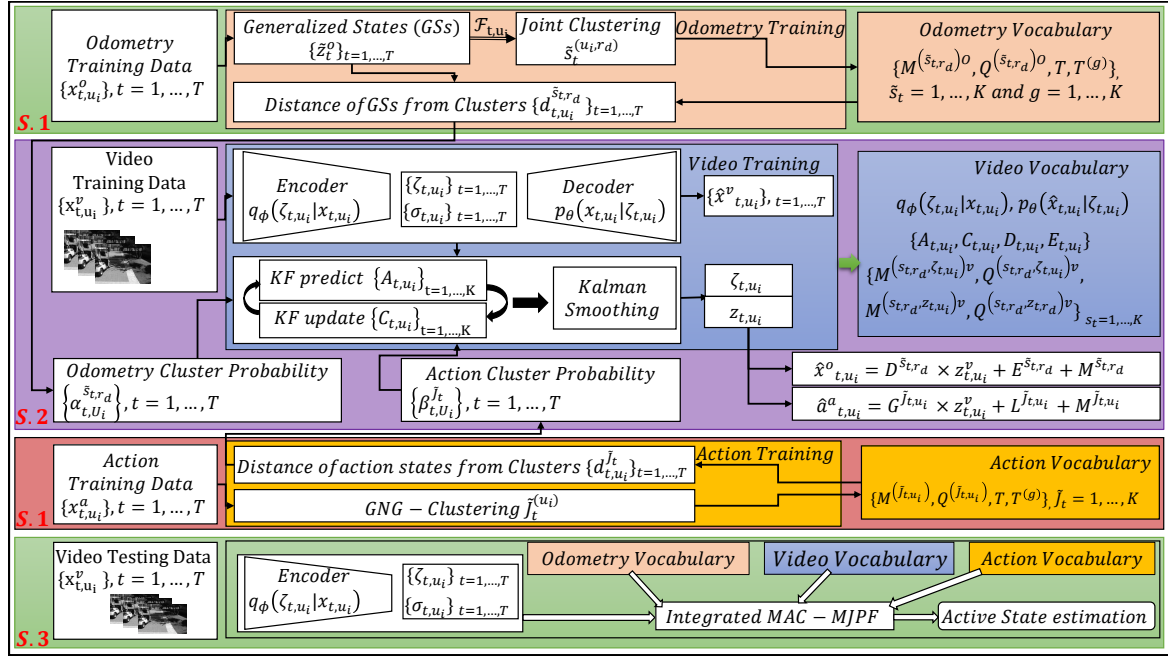 Odometry
Training Data
{x^o_{t,u_i}}, t = 1, …, T
S.1
Generalized States (GSs)
{z̃^o_t}_{t=1,…,T}
ℱ_{t,u_i}
Joint Clustering
s̃_t^{(u_i,r_d)}
Odometry Training
Distance of GSs from Clusters {d^{s̃_{t,r_d}}_{t,u_i}}_{t=1,…,T}
Odometry Vocabulary
{M^{(s̃_{t,r_d})O}, Q^{(s̃_{t,r_d})O}, T, T^{(g)}},
s̃_t = 1, …, K and g = 1, …, K
Video
Training Data
{x^v_{t,u_i}}, t = 1, …, T
Encoder
q_ϕ(ζ_{t,u_i}|x_{t,u_i})
{ζ_{t,u_i}}_{t=1,…,T}
{σ_{t,u_i}}_{t=1,…,T}
Decoder
p_θ(x_{t,u_i}|ζ_{t,u_i})
Video Training
{x̂^v_{t,u_i}}, _{t=1,…,T}
KF predict {A_{t,u_i}}_{t=1,…,K}
KF update {C_{t,u_i}}_{t=1,…,K}
Kalman
Smoothing
ζ_{t,u_i}
z_{t,u_i}
Video Vocabulary
q_ϕ(ζ_{t,u_i}|x_{t,u_i}), p_θ(x̂_{t,u_i}|ζ_{t,u_i})
{A_{t,u_i}, C_{t,u_i}, D_{t,u_i}, E_{t,u_i}}
{M^{(s_{t,r_d},ζ_{t,u_i})v}, Q^{(s_{t,r_d},ζ_{t,u_i})v},
M^{(s_{t,r_d},z_{t,u_i})v}, Q^{(s_{t,r_d},z_{t,r_d})v}}_{s_t=1,…,K}
S.2
Odometry Cluster Probability
{α^{s̃_{t,r_d}}_{t,U_i}}, t = 1, …, T
Action Cluster Probability
{β^{J̃_t}_{t,U_i}}, t = 1, …, T
x̂^o_{t,u_i} = D^{s̃_{t,r_d}} × z^v_{t,u_i} + E^{s̃_{t,r_d}} + M^{s̃_{t,r_d}}
â^a_{t,u_i} = G^{J̃_{t,u_i}} × z^v_{t,u_i} + L^{J̃_{t,u_i}} + M^{J̃_{t,u_i}}
Action
Training Data
{x^a_{t,u_i}}, t = 1, …, T
S.1
Action Training
Distance of action states from Clusters {d^{J̃_t}_{t,u_i}}_{t=1,…,T}
GNG − Clustering J̃_t^{(u_i)}
Action Vocabulary
{M^{(J̃_{t,u_i})}, Q^{(J̃_{t,u_i})}, T, T^{(g)}}, J̃_t = 1, …, K
Video Testing Data
{x^v_{t,u_i}}, t = 1, …, T
S.3
Encoder
q_ϕ(ζ_{t,u_i}|x_{t,u_i})
{ζ_{t,u_i}}_{t=1,…,T}
{σ_{t,u_i}}_{t=1,…,T}
Odometry Vocabulary
Video Vocabulary
Action Vocabulary
Integrated MAC − MJPF
Active State estimation